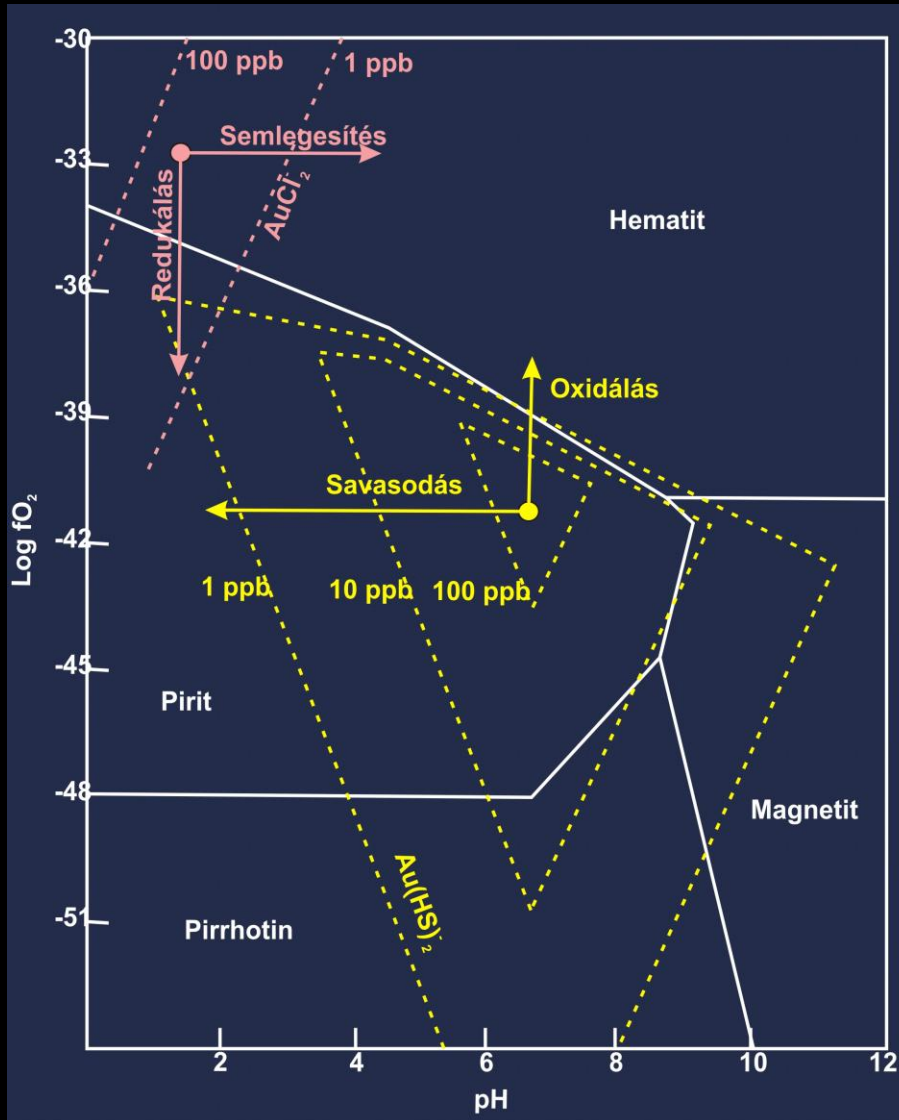 -30
100 ppb
1 ppb
Semlegesítés
-33
Redukálás
AuCl₂⁻
Hematit
-36
Oxidálás
-39
Savasodás
-42
Log fO₂
1 ppb
10 ppb
100 ppb
-45
Pirit
-48
Magnetit
Au(HS)₂⁻
-51
Pirrhotin
2
4
6
8
10
12
pH